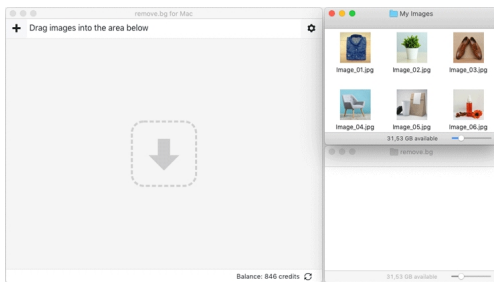 remove.bg for Mac
Drag images into the area below
Balance: 846 credits
My Images
Image_01.jpg
Image_02.jpg
Image_03.jpg
Image_04.jpg
Image_05.jpg
Image_06.jpg
31,53 GB available
remove bg
31,53 GB available